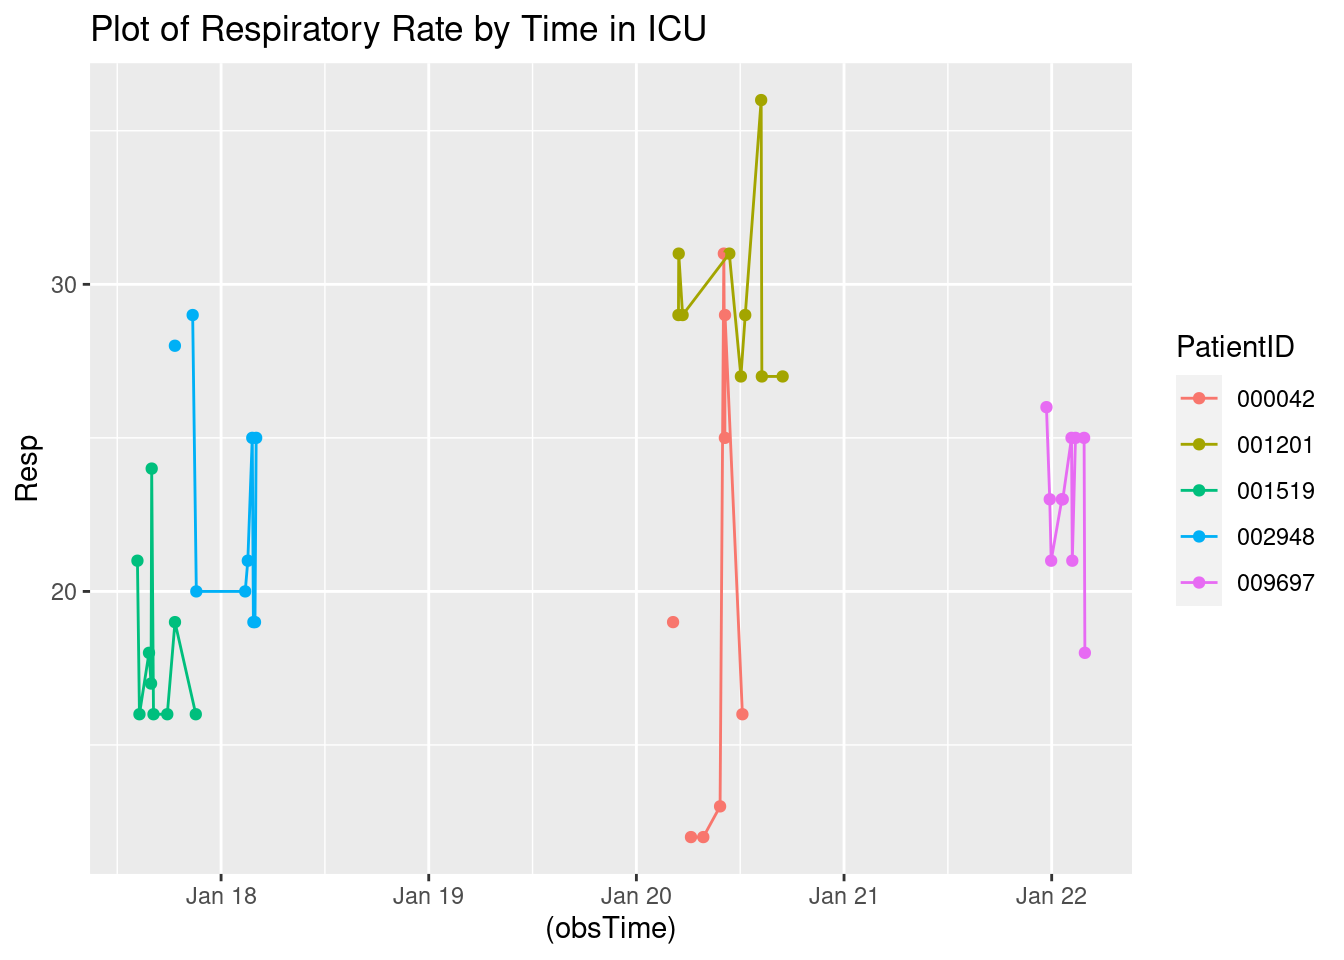 Plot of Respiratory Rate by Time in ICU
Resp
30
20
Jan 18
Jan 19
Jan 20
Jan 21
Jan 22
(obsTime)
PatientID
000042
001201
001519
002948
009697